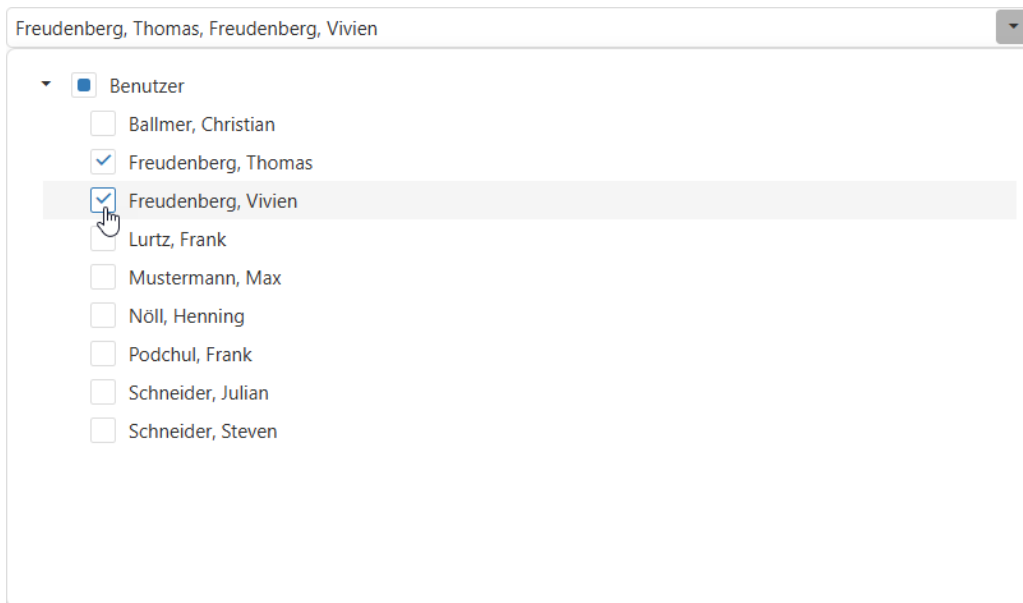 Freudenberg, Thomas, Freudenberg, Vivien
Benutzer
Ballmer, Christian
Freudenberg, Thomas
Freudenberg, Vivien
Lurtz, Frank
Mustermann, Max
Nöll, Henning
Podchul, Frank
Schneider, Julian
Schneider, Steven